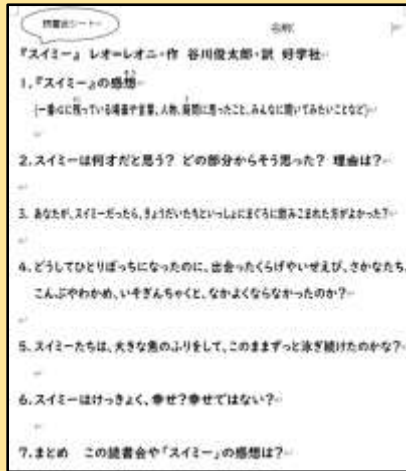 読書会シート
名前(
『スイミー』 レオ=レオニ・作 谷川俊太郎・訳 好学社
1.『スイミー』の感想
(一番心に残っている場面や言葉、人物、疑問に思ったこと、みんなに聞いてみたいことなど)
2.スイミーは何才だと思う? どの部分からそう思った? 理由は?
3. あなたが、スイミーだったら、きょうだいたちといっしょにまぐろに飲みこまれた方がよかった?
4.どうしてひとりぼっちになったのに、出会ったくらげやいせえび、さかなたち、
こんぶやわかめ、いそぎんちゃくと、なかよくならなかったのか?
5.スイミーたちは、大きな魚のふりをして、このままずっと泳ぎ続けたのかな?
6.スイミーはけっきょく、幸せ?幸せではない?
7.まとめ この読書会や「スイミー」の感想は?